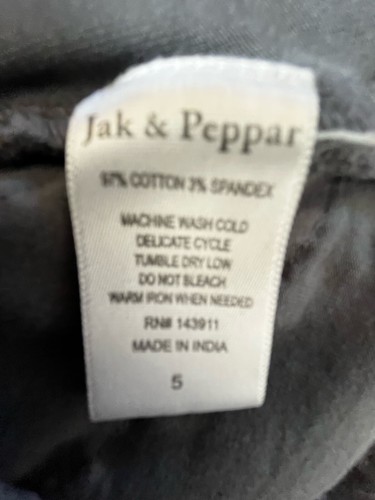 Jak & Peppar
97% COTTON 3% SPANDEX
MACHINE WASH COLD
DELICATE CYCLE
TUMBLE DRY LOW
DO NOT BLEACH
WARM IRON WHEN NEEDED
RN# 143911
MADE IN INDIA
5